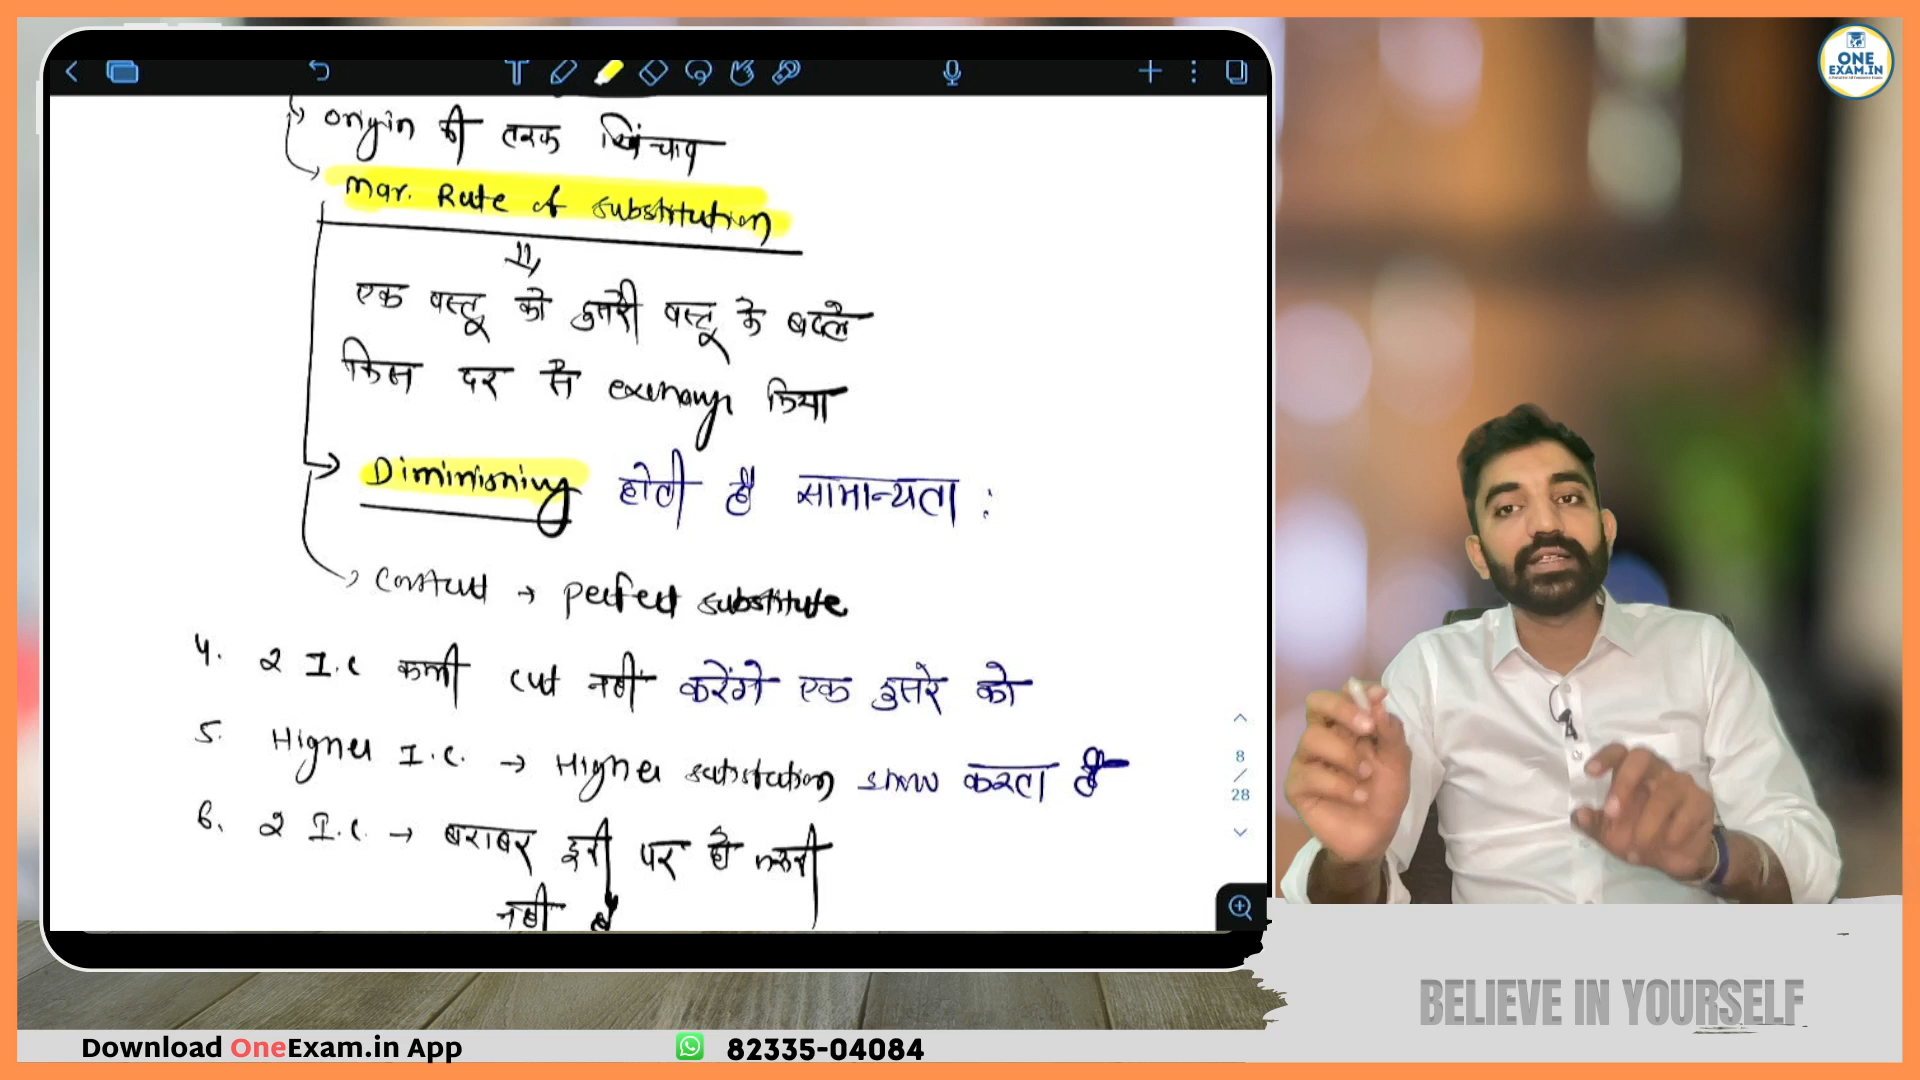 origin की तरफ खिंचाव
Mar. Rate of substitution
एक वस्तू को दुसरी वस्तू के बदले
किस दर से exchange किया
Diminishing होती है सामान्यता :
Constant → perfect substitute
4. 2 I.C कभी cut नहीं करेंगे एक दुसरे को
5. Higher I.C. → Higher satisfaction show करता है
6. 2 I.C. → बराबर दूरी पर हो जरुरी
नहीं है
8
/
28
ONE
EXAM.IN
BELIEVE IN YOURSELF
Download OneExam.in App
82335-04084